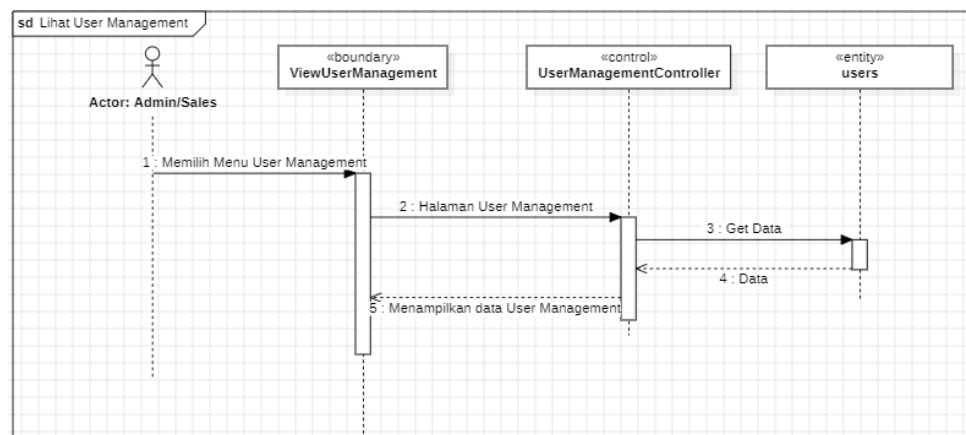 sd Lihat User Management
«boundary»
ViewUserManagement
«control»
UserManagementController
«entity»
users
Actor: Admin/Sales
1 : Memilih Menu User Management
2 : Halaman User Management
3 : Get Data
4 : Data
5 : Menampilkan data User Management